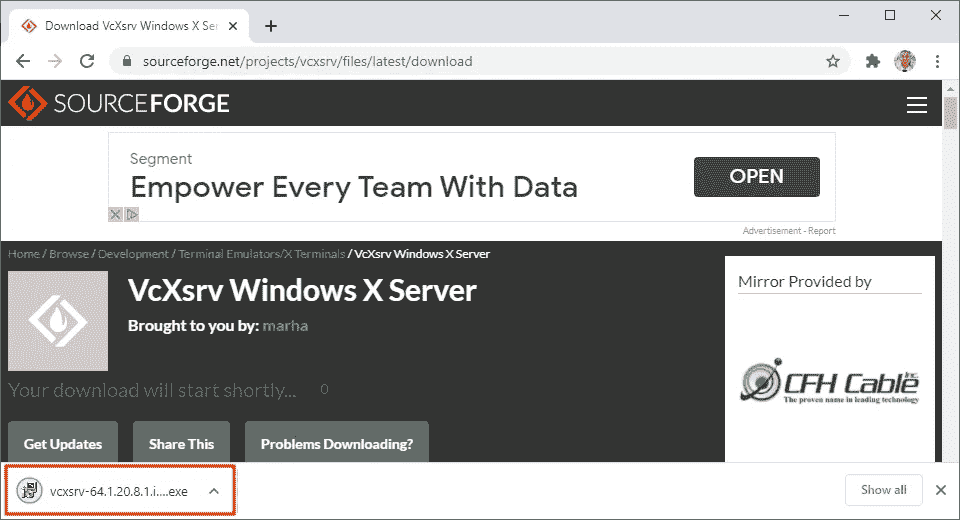 Download VcXsrv Windows X Ser
sourceforge.net/projects/vcxsrv/files/latest/download
SOURCEFORGE
Segment
Empower Every Team With Data
OPEN
Advertisement - Report
Home / Browse / Development / Terminal Emulators/X Terminals / VcXsrv Windows X Server
VcXsrv Windows X Server
Brought to you by: marha
Mirror Provided by
CFH Cable Inc.
The proven name in leading technology
Your download will start shortly... 0
Get Updates
Share This
Problems Downloading?
vcxsrv-64.1.20.8.1.i....exe
Show all